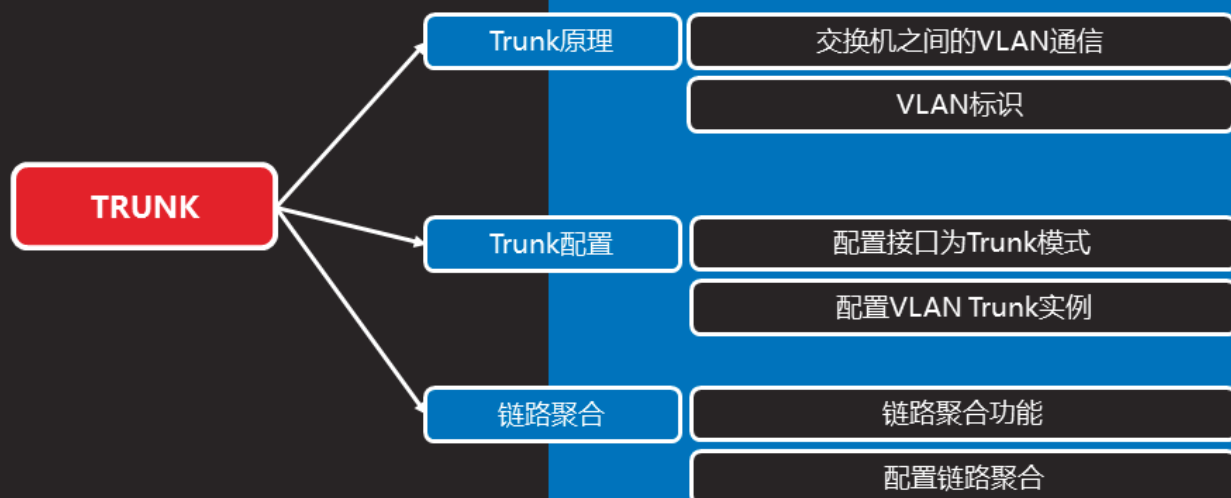 TRUNK
Trunk原理
交换机之间的VLAN通信
VLAN标识
Trunk配置
配置接口为Trunk模式
配置VLAN Trunk实例
链路聚合
链路聚合功能
配置链路聚合